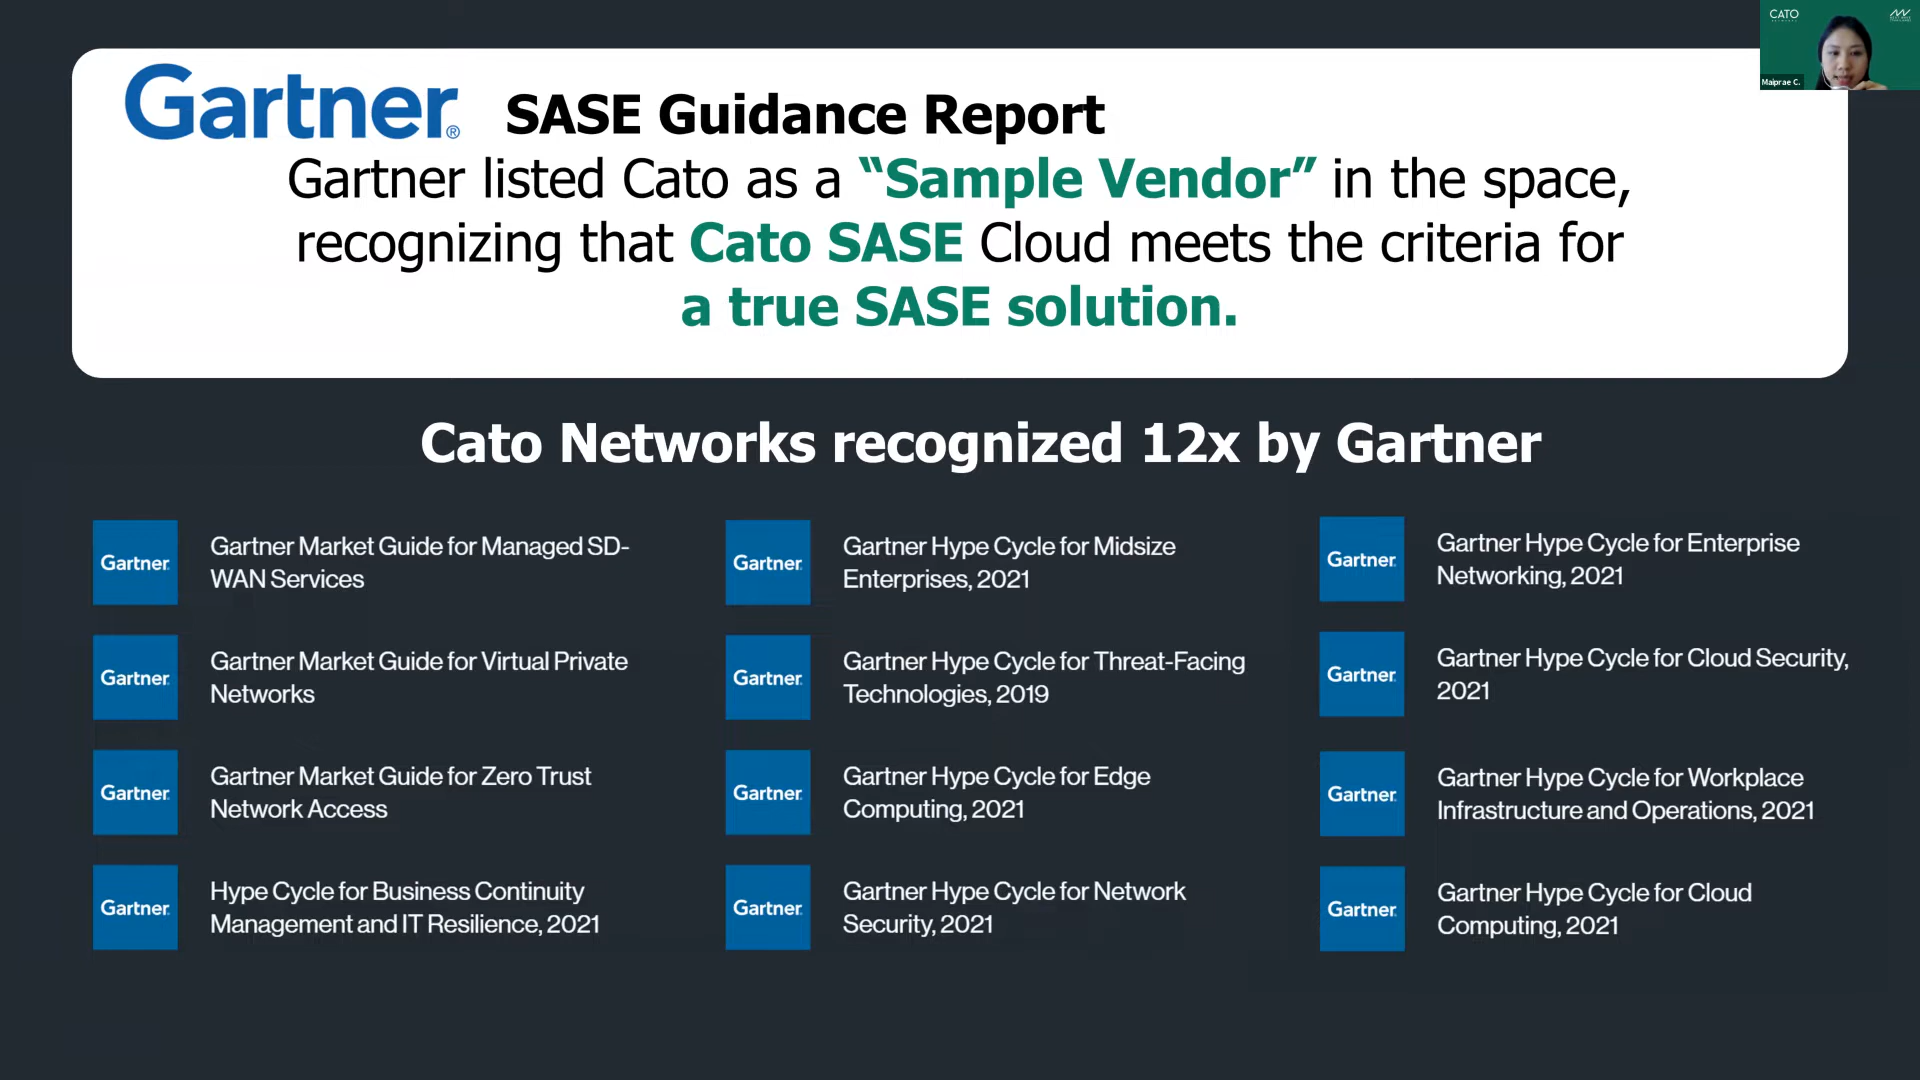 Gartner® SASE Guidance Report
Gartner listed Cato as a “Sample Vendor” in the space,
recognizing that Cato SASE Cloud meets the criteria for
a true SASE solution.
CATO
Maiprae C.
Cato Networks recognized 12x by Gartner
Gartner
Gartner Market Guide for Managed SD-
WAN Services
Gartner
Gartner Market Guide for Virtual Private
Networks
Gartner
Gartner Market Guide for Zero Trust
Network Access
Gartner
Hype Cycle for Business Continuity
Management and IT Resilience, 2021
Gartner
Gartner Hype Cycle for Midsize
Enterprises, 2021
Gartner
Gartner Hype Cycle for Threat-Facing
Technologies, 2019
Gartner
Gartner Hype Cycle for Edge
Computing, 2021
Gartner
Gartner Hype Cycle for Network
Security, 2021
Gartner
Gartner Hype Cycle for Enterprise
Networking, 2021
Gartner
Gartner Hype Cycle for Cloud Security,
2021
Gartner
Gartner Hype Cycle for Workplace
Infrastructure and Operations, 2021
Gartner
Gartner Hype Cycle for Cloud
Computing, 2021